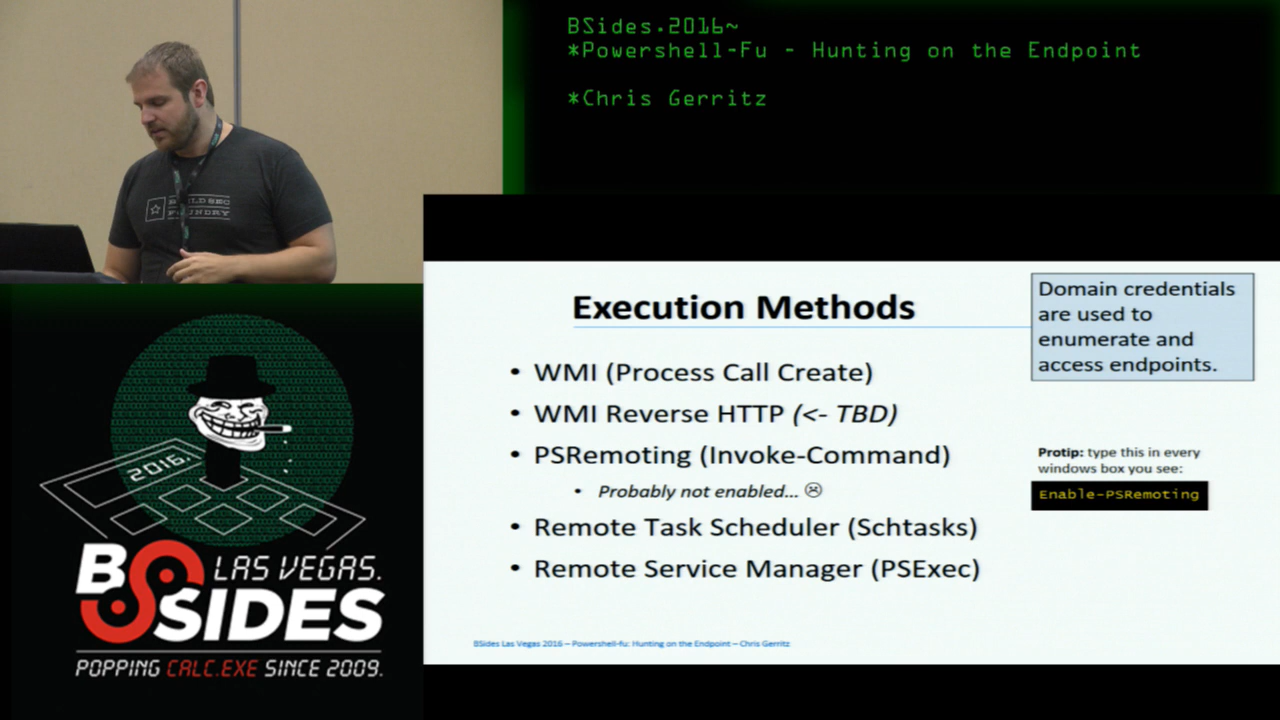 BSides.2016~
*Powershell-Fu - Hunting on the Endpoint
*Chris Gerritz
BUILD SEC
FOUNDRY
Execution Methods
Domain credentials
are used to
enumerate and
access endpoints.
• WMI (Process Call Create)
• WMI Reverse HTTP (<- TBD)
• PSRemoting (Invoke-Command)
• Probably not enabled... ☹
• Remote Task Scheduler (Schtasks)
• Remote Service Manager (PSExec)
Protip: type this in every
windows box you see:
Enable-PSRemoting
BSides Las Vegas 2016 – Powershell-fu: Hunting on the Endpoint – Chris Gerritz
2016.
BSIDES
LAS VEGAS.
POPPING CALC.EXE SINCE 2009.